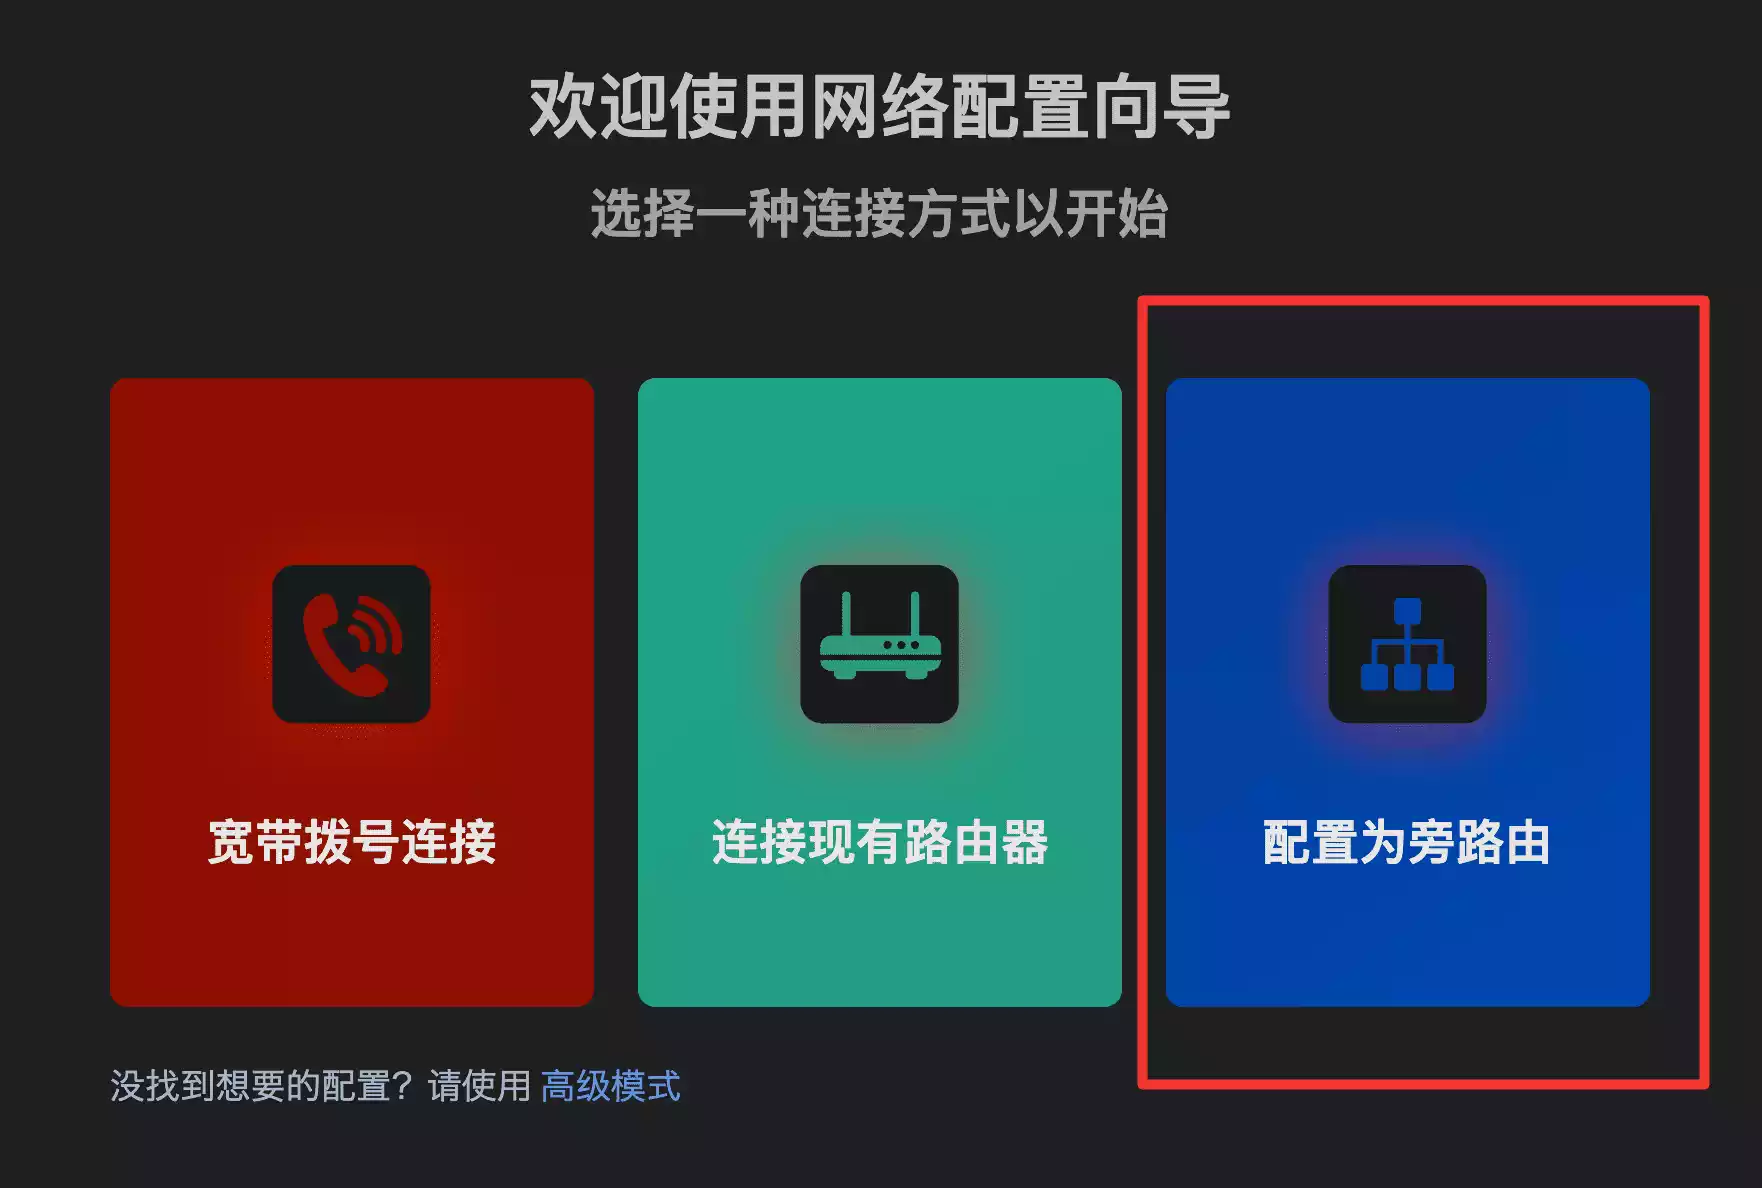 欢迎使用网络配置向导
选择一种连接方式以开始
宽带拨号连接
连接现有路由器
配置为旁路由
没找到想要的配置？请使用 高级模式